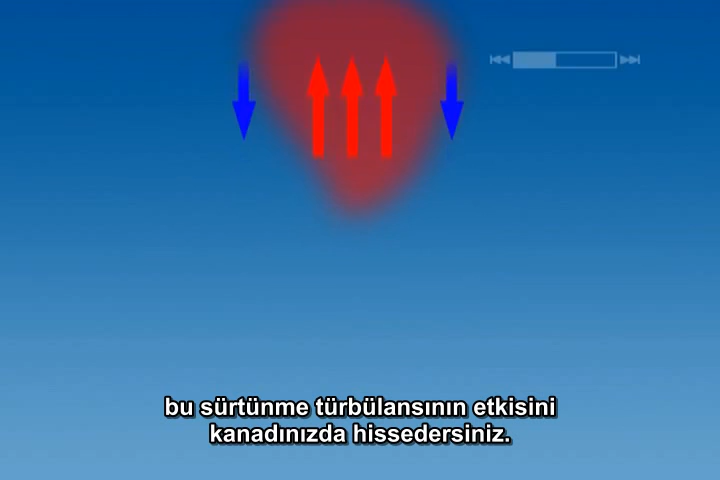 bu sürtünme türbülansının etkisini
kanadınızda hissedersiniz.